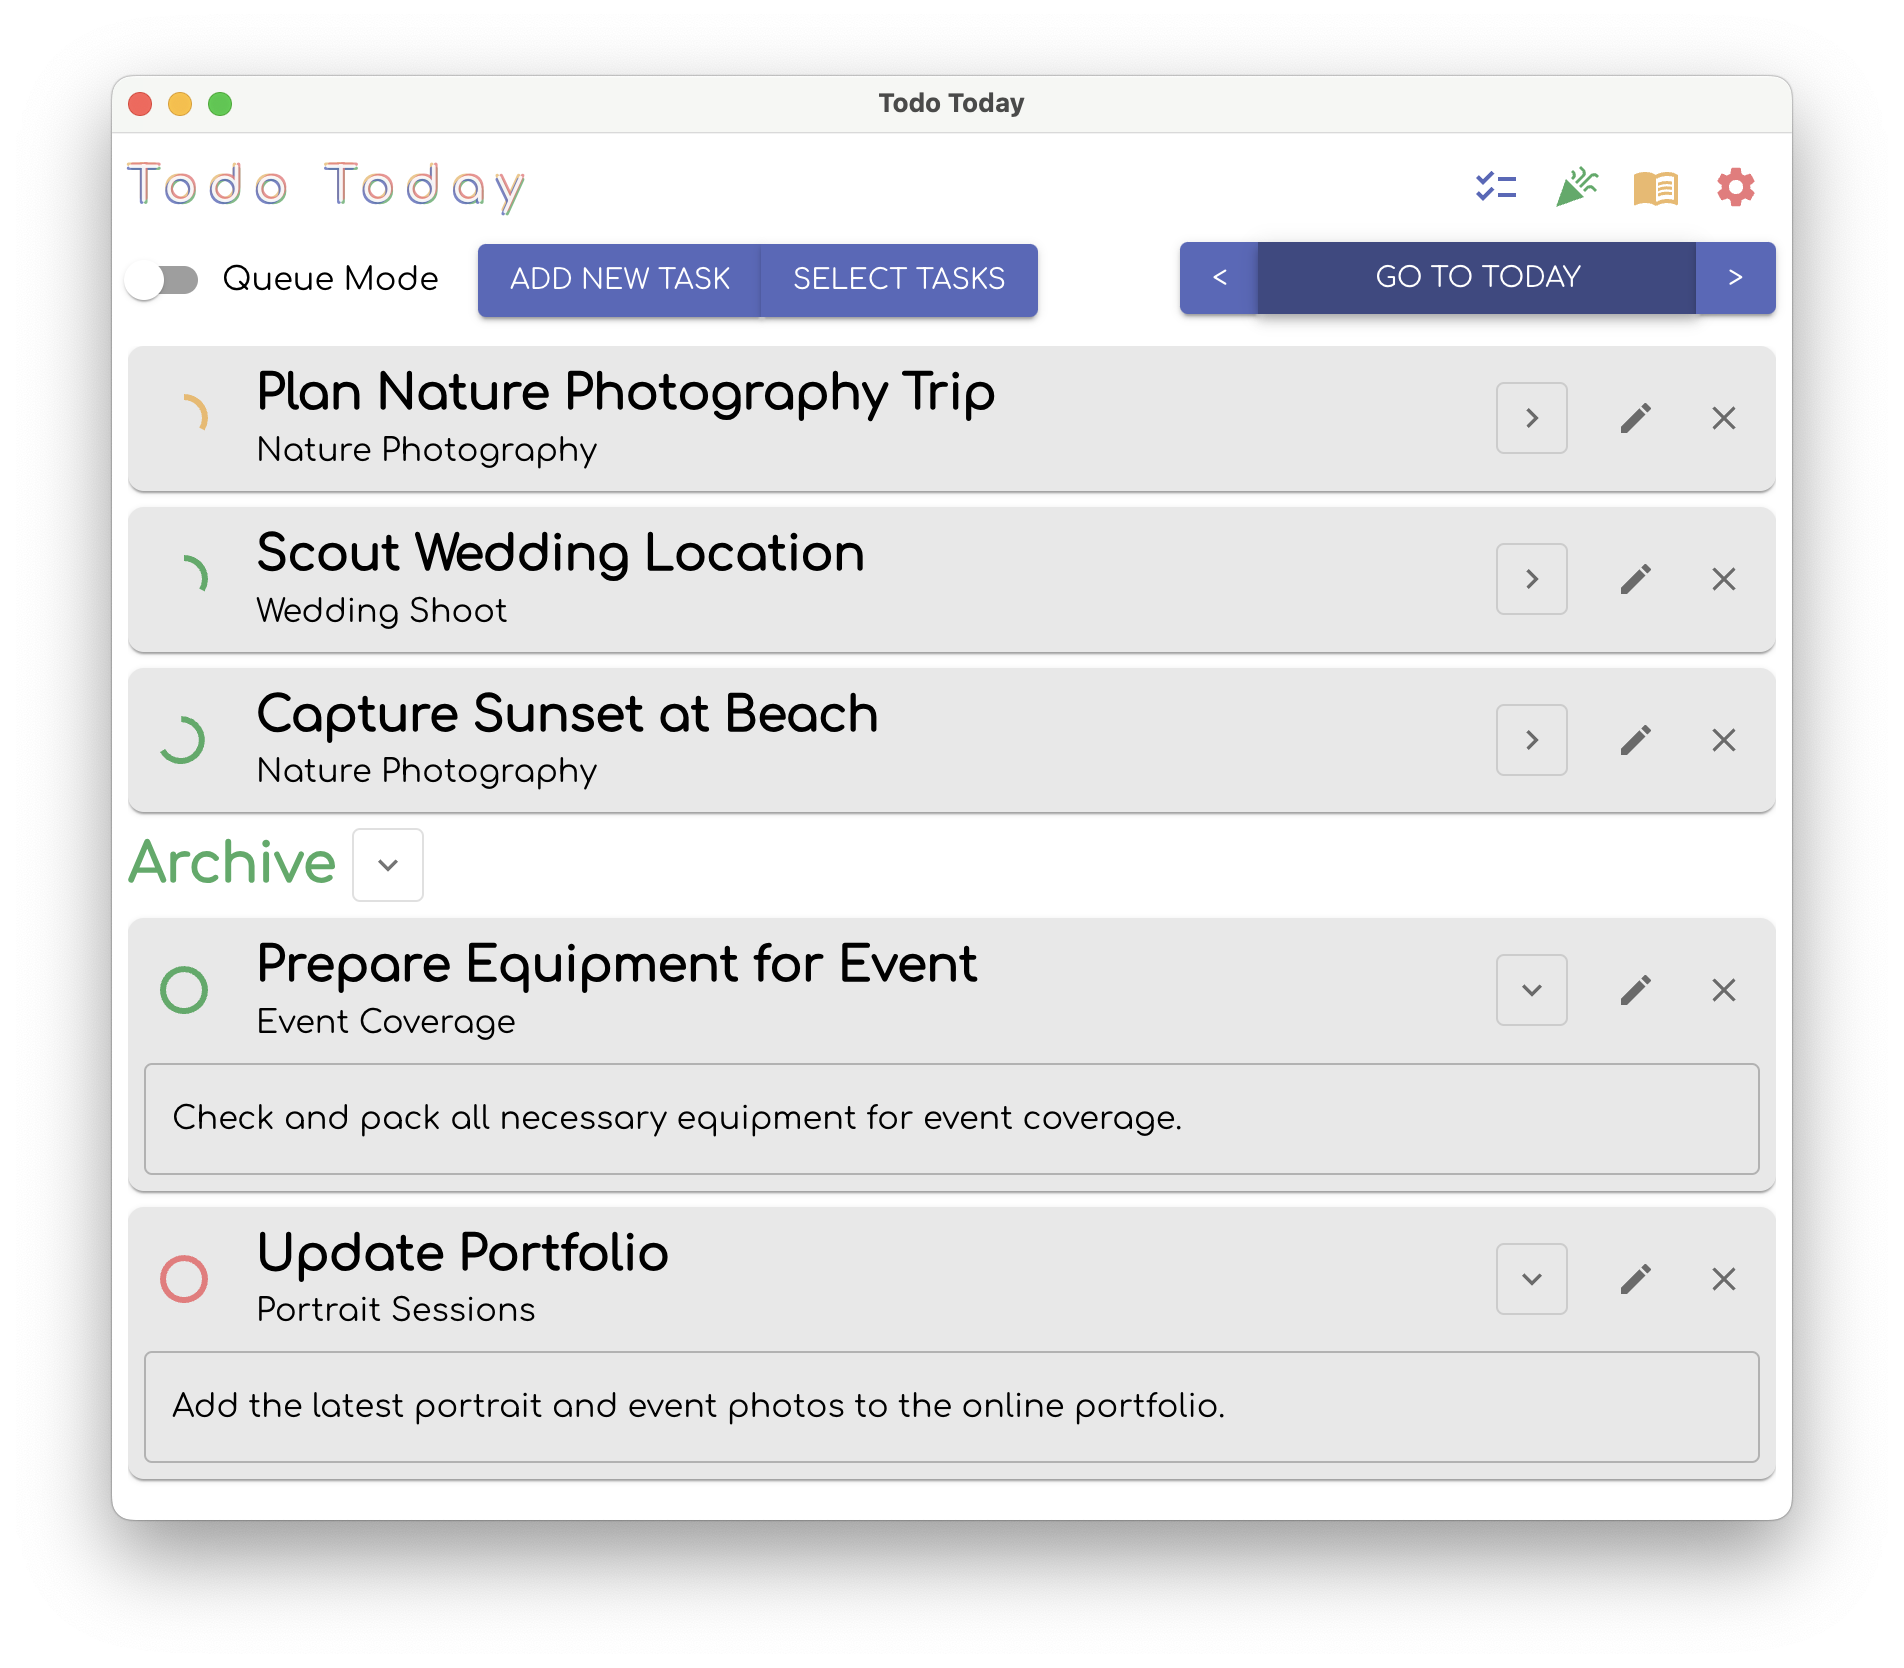 Todo Today
Todo Today
Queue Mode
ADD NEW TASK
SELECT TASKS
<
GO TO TODAY
>
Plan Nature Photography Trip
Nature Photography
Scout Wedding Location
Wedding Shoot
Capture Sunset at Beach
Nature Photography
Archive
Prepare Equipment for Event
Event Coverage
Check and pack all necessary equipment for event coverage.
Update Portfolio
Portrait Sessions
Add the latest portrait and event photos to the online portfolio.